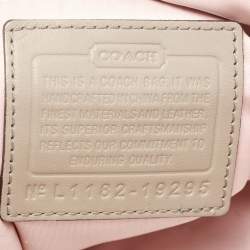 COACH
THIS IS A COACH BAG. IT WAS
HANDCRAFTED IN CHINA FROM THE
FINEST MATERIALS AND LEATHER.
ITS SUPERIOR CRAFTSMANSHIP
REFLECTS OUR COMMITMENT TO
ENDURING QUALITY.
Nº L1182-19295